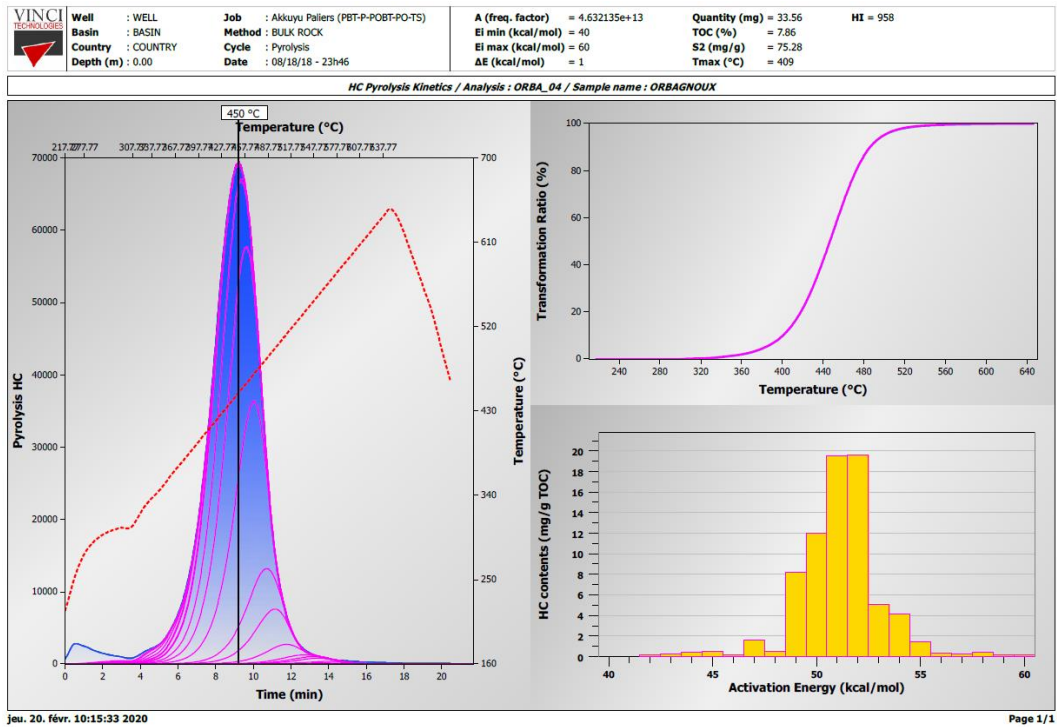 VINCI
TECHNOLOGIES
Well : WELL
Basin : BASIN
Country : COUNTRY
Depth (m) : 0.00
Job : Akkuyu Paliers (PBT-P-POBT-PO-TS)
Method : BULK ROCK
Cycle : Pyrolysis
Date : 08/18/18 - 23h46
A (freq. factor) = 4.632135e+13
Ei min (kcal/mol) = 40
Ei max (kcal/mol) = 60
ΔE (kcal/mol) = 1
Quantity (mg) = 33.56
TOC (%) = 7.86
S2 (mg/g) = 75.28
Tmax (°C) = 409
HI = 958
HC Pyrolysis Kinetics / Analysis : ORBA_04 / Sample name : ORBAGNOUX
450 °C
Temperature (°C)
70000
60000
50000
40000
30000
20000
10000
0
Pyrolysis HC
700
610
520
430
340
250
160
Temperature (°C)
0 2 4 6 8 10 12 14 16 18 20
Time (min)
Transformation Ratio (%)
100
80
60
40
20
0
240 280 320 360 400 440 480 520 560 600 640
Temperature (°C)
HC contents (mg/g TOC)
20
18
16
14
12
10
8
6
4
2
0
40 45 50 55 60
Activation Energy (kcal/mol)
jeu. 20. févr. 10:15:33 2020
Page 1/1